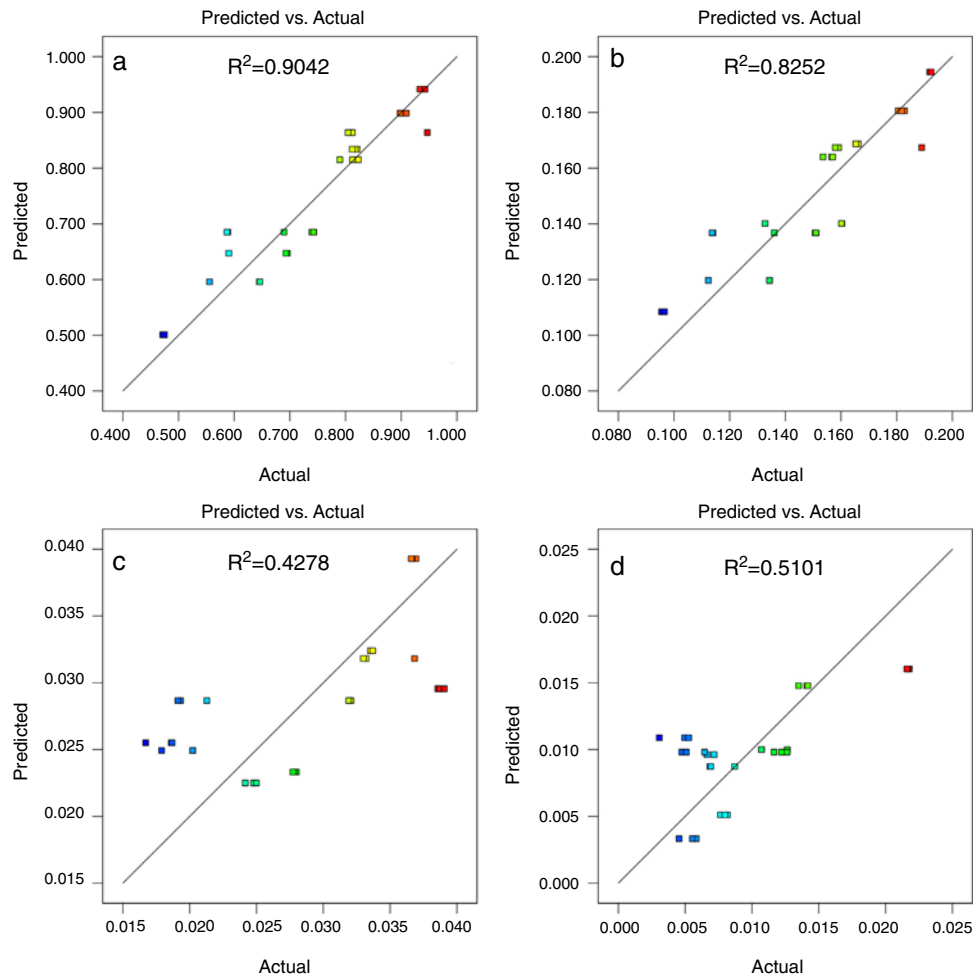 Predicted vs. Actual
a
R²=0.9042
1.000
0.900
0.800
0.700
0.600
0.500
0.400
Predicted
0.400 0.500 0.600 0.700 0.800 0.900 1.000
Actual
Predicted vs. Actual
b
R²=0.8252
0.200
0.180
0.160
0.140
0.120
0.100
0.080
Predicted
0.080 0.100 0.120 0.140 0.160 0.180 0.200
Actual
Predicted vs. Actual
c
R²=0.4278
0.040
0.035
0.030
0.025
0.020
0.015
Predicted
0.015 0.020 0.025 0.030 0.035 0.040
Actual
Predicted vs. Actual
d
R²=0.5101
0.025
0.020
0.015
0.010
0.005
0.000
Predicted
0.000 0.005 0.010 0.015 0.020 0.025
Actual